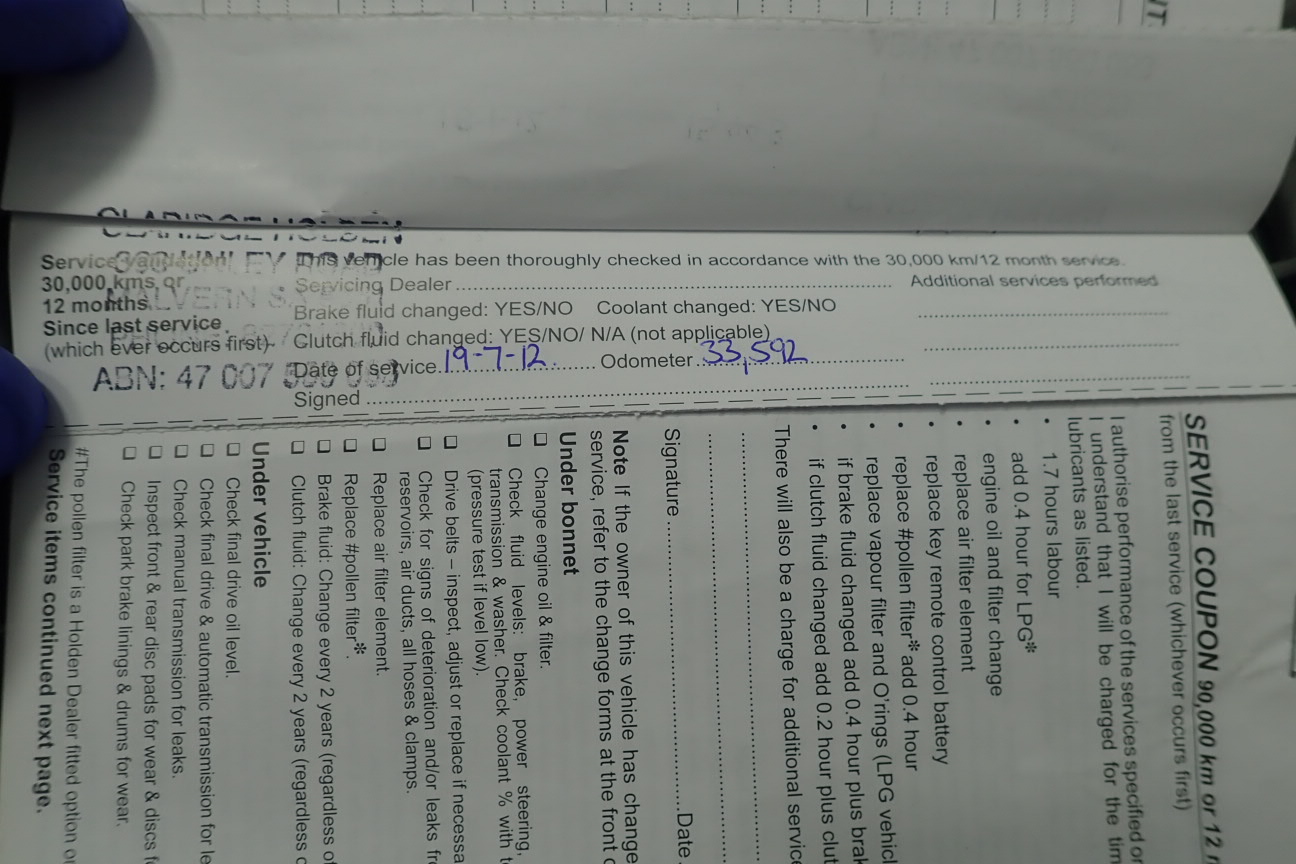 CLARIDGE HOLDEN
Service validation This vehicle has been thoroughly checked in accordance with the 30,000 km/12 month service.
30,000 kms or Servicing Dealer Additional services performed
12 months Brake fluid changed: YES/NO Coolant changed: YES/NO
Since last service Clutch fluid changed: YES/NO/ N/A (not applicable)
(which ever occurs first) Date of service 19-7-12 Odometer 33,592
ABN: 47 007
Signed
SERVICE COUPON 90,000 km or 12
from the last service (whichever occurs first)
I authorise performance of the services specified
I understand that I will be charged for the
lubricants as listed.
• 1.7 hours labour
• add 0.4 hour for LPG*
• engine oil and filter change
• replace air filter element
• replace key remote control battery
• replace #pollen filter* add 0.4 hour
• replace vapour filter and O'rings (LPG
• if brake fluid changed add 0.4 hour plus
• if clutch fluid changed add 0.2 hour plus
There will also be a charge for additional
Signature Date
Note If the owner of this vehicle has
service, refer to the change forms at the front
Under bonnet
❑ Change engine oil & filter.
❑ Check fluid levels: brake, power steering,
transmission & washer. Check coolant % with
(pressure test if level low).
❑ Drive belts – inspect, adjust or replace if
❑ Check for signs of deterioration and/or leaks
reservoirs, air ducts, all hoses & clamps.
❑ Replace air filter element.
❑ Replace #pollen filter*.
❑ Brake fluid: Change every 2 years (regardless
❑ Clutch fluid: Change every 2 years (regardless
Under vehicle
❑ Check final drive oil level.
❑ Check final drive & automatic transmission for
❑ Check manual transmission for leaks.
❑ Inspect front & rear disc pads for wear & discs
❑ Check park brake linings & drums for wear.
#The pollen filter is a Holden Dealer fitted option
Service items continued next page.